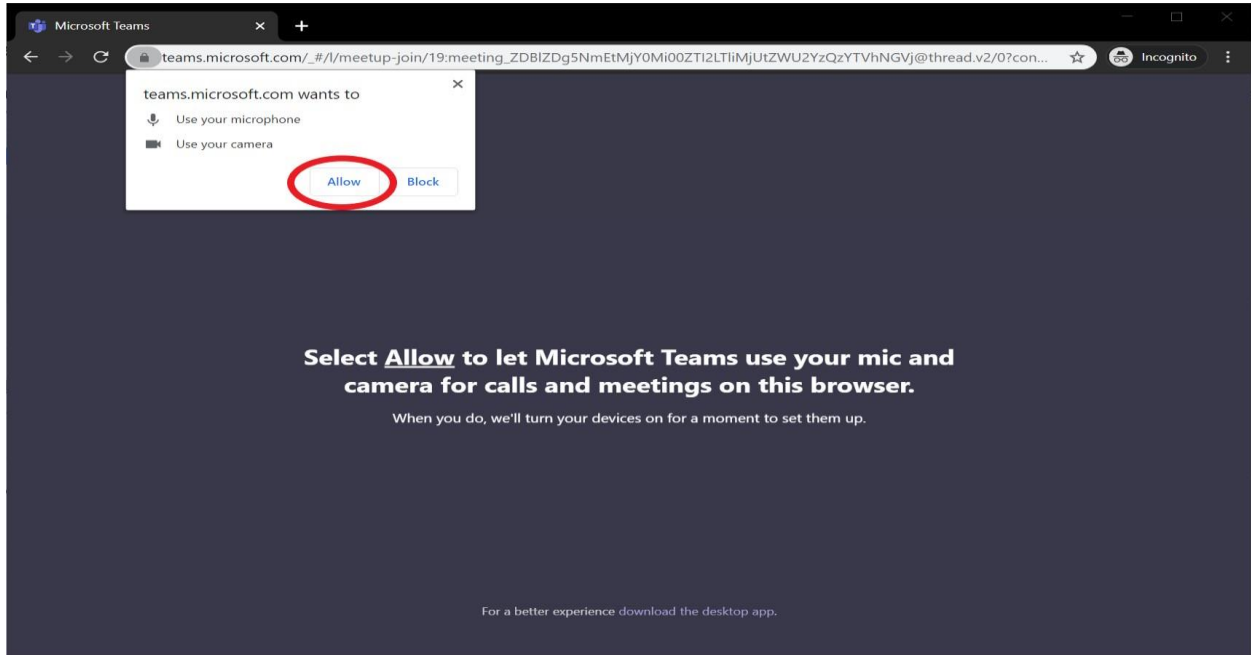 Microsoft Teams
teams.microsoft.com/_#/l/meetup-join/19:meeting_ZDBlZDg5NmEtMjY0Mi00ZTI2LTliMjUtZWU2YzQzYTVhNGVj@thread.v2/0?con...
Incognito
teams.microsoft.com wants to
Use your microphone
Use your camera
Allow Block
Select Allow to let Microsoft Teams use your mic and
camera for calls and meetings on this browser.
When you do, we'll turn your devices on for a moment to set them up.
For a better experience download the desktop app.